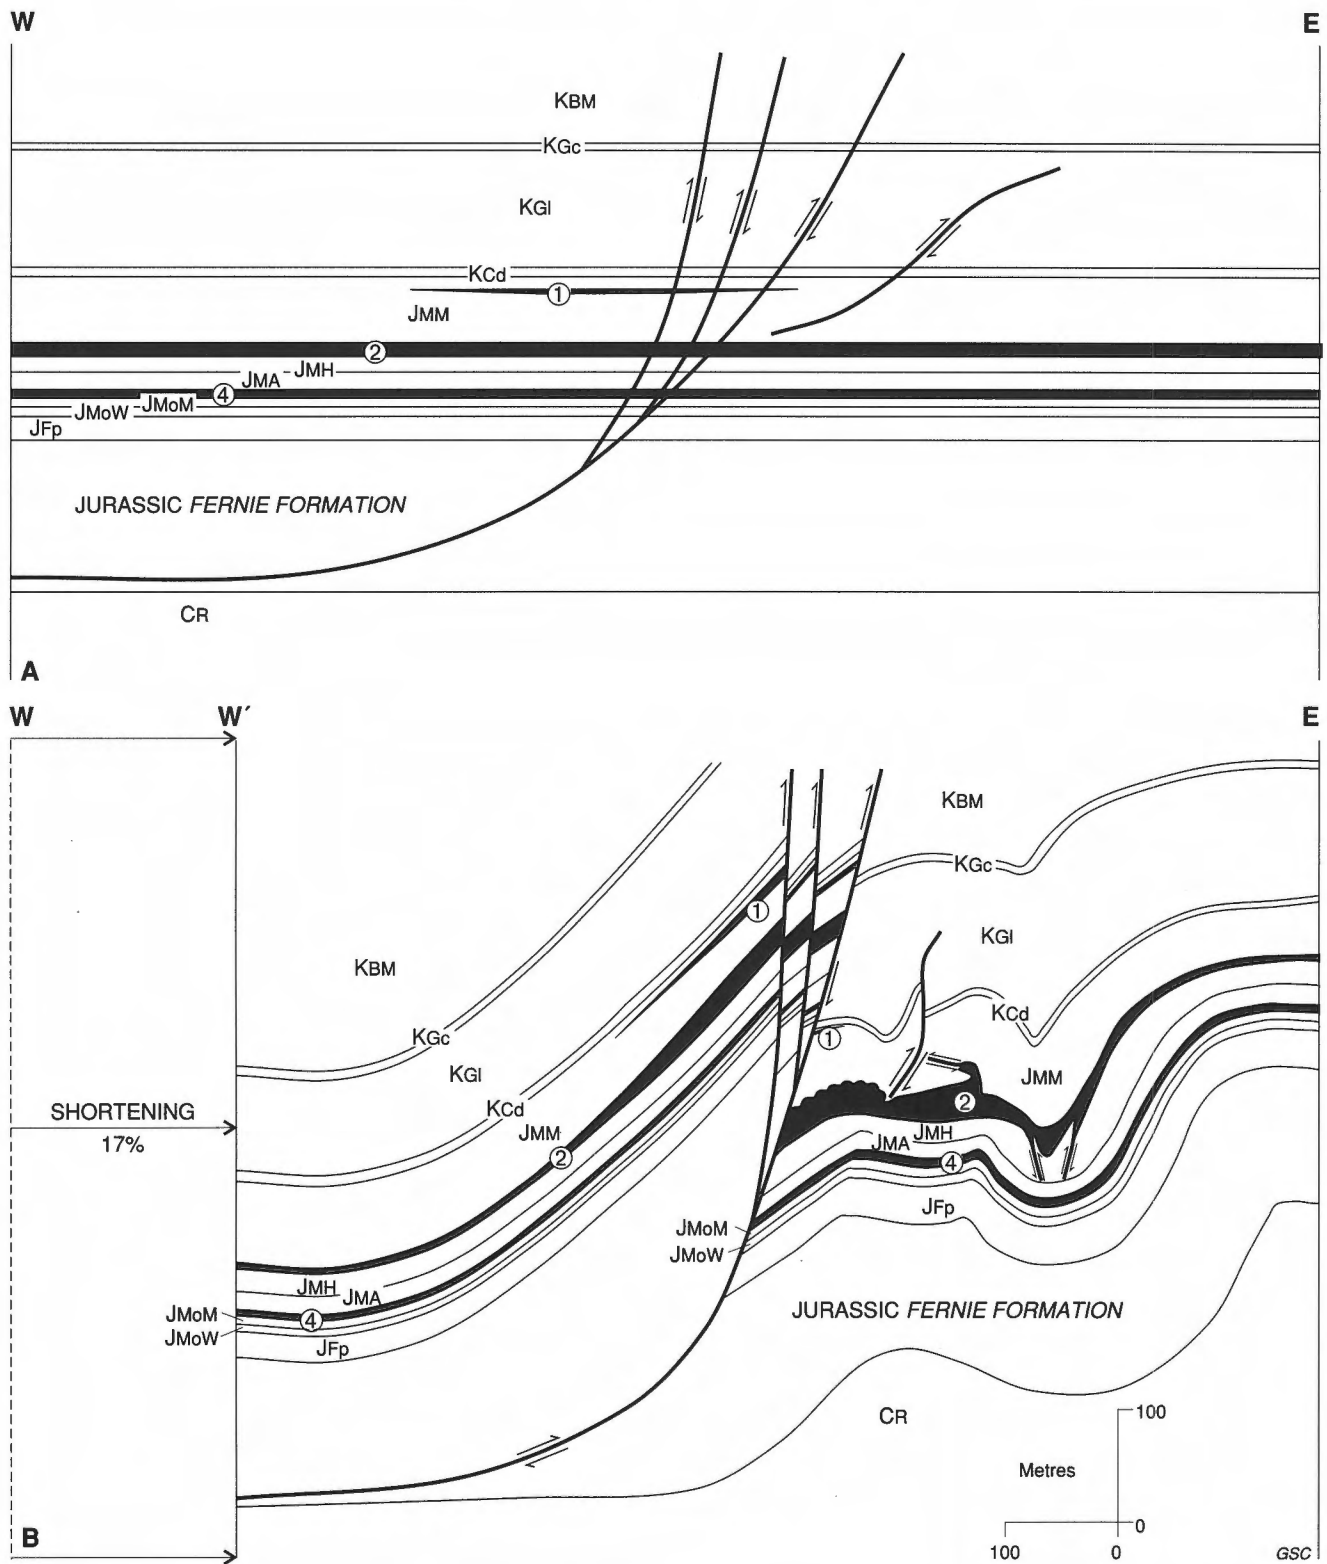 W E
KBM
KGc
KGl
KCd
1
JMM
2
JMH
JMA
4
JMoM
JMoW
JFp
JURASSIC FERNIE FORMATION
CR
A
W W´ E
KBM
KGc
1
KGl
KBM
KCd
KGc
1
KGl
JMM
KCd
2
SHORTENING
17%
JMM
2
JMH
JMA
4
JFp
JMoM
JMoW
JMH
JMA
JMoM
4
JMoW
JFp
JURASSIC FERNIE FORMATION
CR
100
Metres
0
B
100 0
GSC